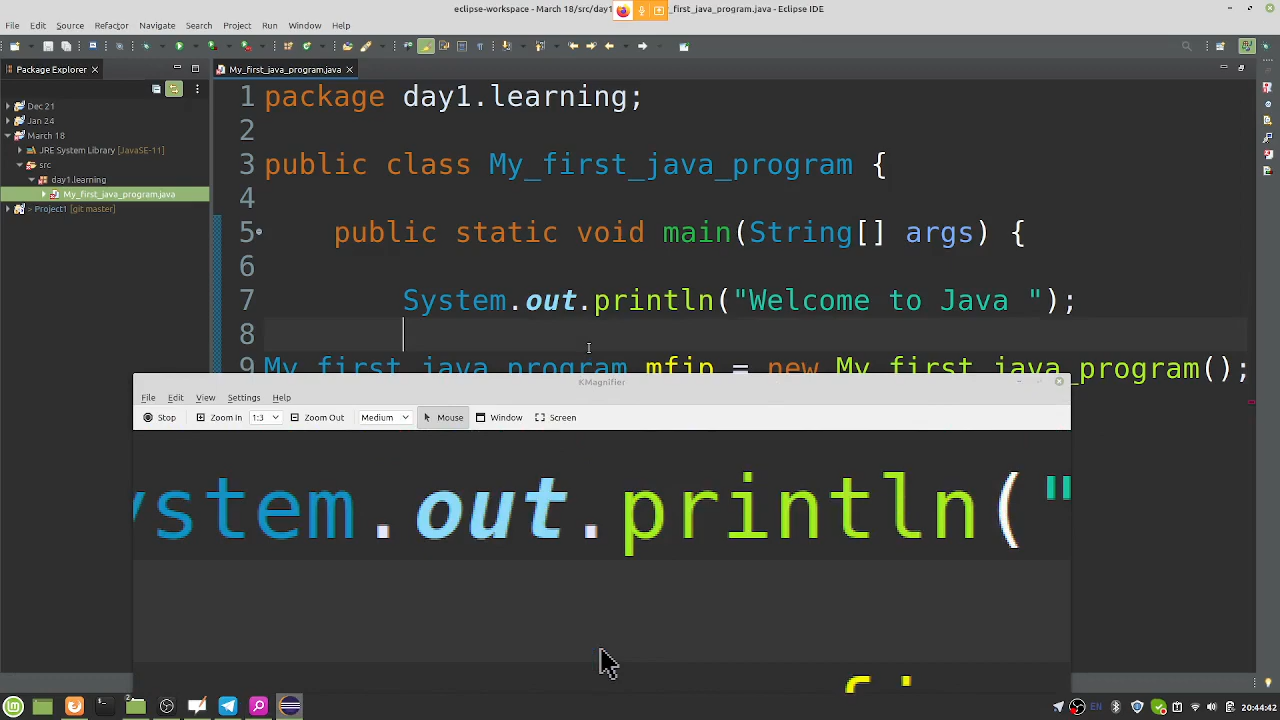 eclipse-workspace - March 18/src/day1
_first_java_program.java - Eclipse IDE
File Edit Source Refactor Navigate Search Project Run Window Help
Package Explorer
My_first_java_program.java
Dec 21
Jan 24
March 18
JRE System Library [JavaSE-11]
src
day1.learning
My_first_java_program.java
> Project1 [git master]
1 package day1.learning;
2
3 public class My_first_java_program {
4
5 public static void main(String[] args) {
6
7 System.out.println("Welcome to Java ");
8
9 My_first_java_program mfjp = new My_first_java_program();
KMagnifier
File Edit View Settings Help
Stop Zoom In 1:3 Zoom Out Medium Mouse Window Screen
ystem.out.println("
2
EN
20:44:42